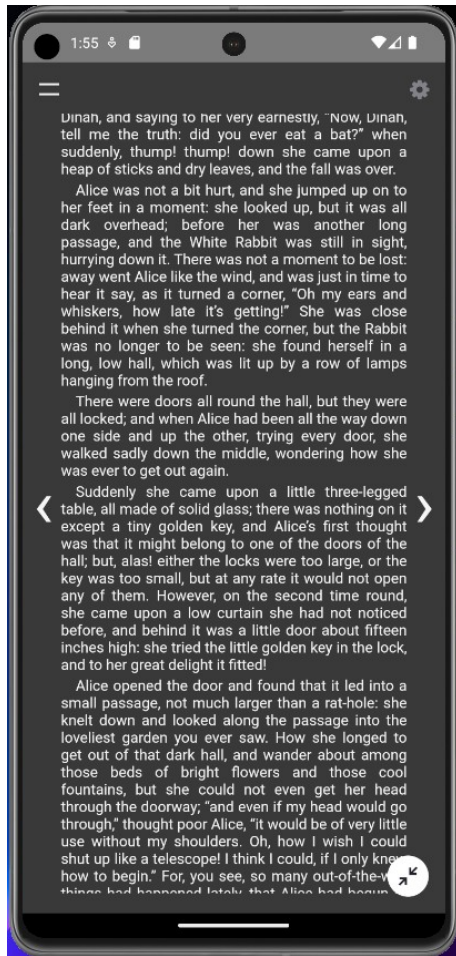 1:55
Dinah, and saying to her very earnestly, “Now, Dinah,
tell me the truth: did you ever eat a bat?” when
suddenly, thump! thump! down she came upon a
heap of sticks and dry leaves, and the fall was over.
Alice was not a bit hurt, and she jumped up on to
her feet in a moment: she looked up, but it was all
dark overhead; before her was another long
passage, and the White Rabbit was still in sight,
hurrying down it. There was not a moment to be lost:
away went Alice like the wind, and was just in time to
hear it say, as it turned a corner, “Oh my ears and
whiskers, how late it’s getting!” She was close
behind it when she turned the corner, but the Rabbit
was no longer to be seen: she found herself in a
long, low hall, which was lit up by a row of lamps
hanging from the roof.
There were doors all round the hall, but they were
all locked; and when Alice had been all the way down
one side and up the other, trying every door, she
walked sadly down the middle, wondering how she
was ever to get out again.
Suddenly she came upon a little three-legged
table, all made of solid glass; there was nothing on it
except a tiny golden key, and Alice’s first thought
was that it might belong to one of the doors of the
hall; but, alas! either the locks were too large, or the
key was too small, but at any rate it would not open
any of them. However, on the second time round,
she came upon a low curtain she had not noticed
before, and behind it was a little door about fifteen
inches high: she tried the little golden key in the lock,
and to her great delight it fitted!
Alice opened the door and found that it led into a
small passage, not much larger than a rat-hole: she
knelt down and looked along the passage into the
loveliest garden you ever saw. How she longed to
get out of that dark hall, and wander about among
those beds of bright flowers and those cool
fountains, but she could not even get her head
through the doorway; “and even if my head would go
through,” thought poor Alice, “it would be of very little
use without my shoulders. Oh, how I wish I could
shut up like a telescope! I think I could, if I only knew
how to begin.” For, you see, so many out-of-the-w
things had happened lately, that Alice had begun